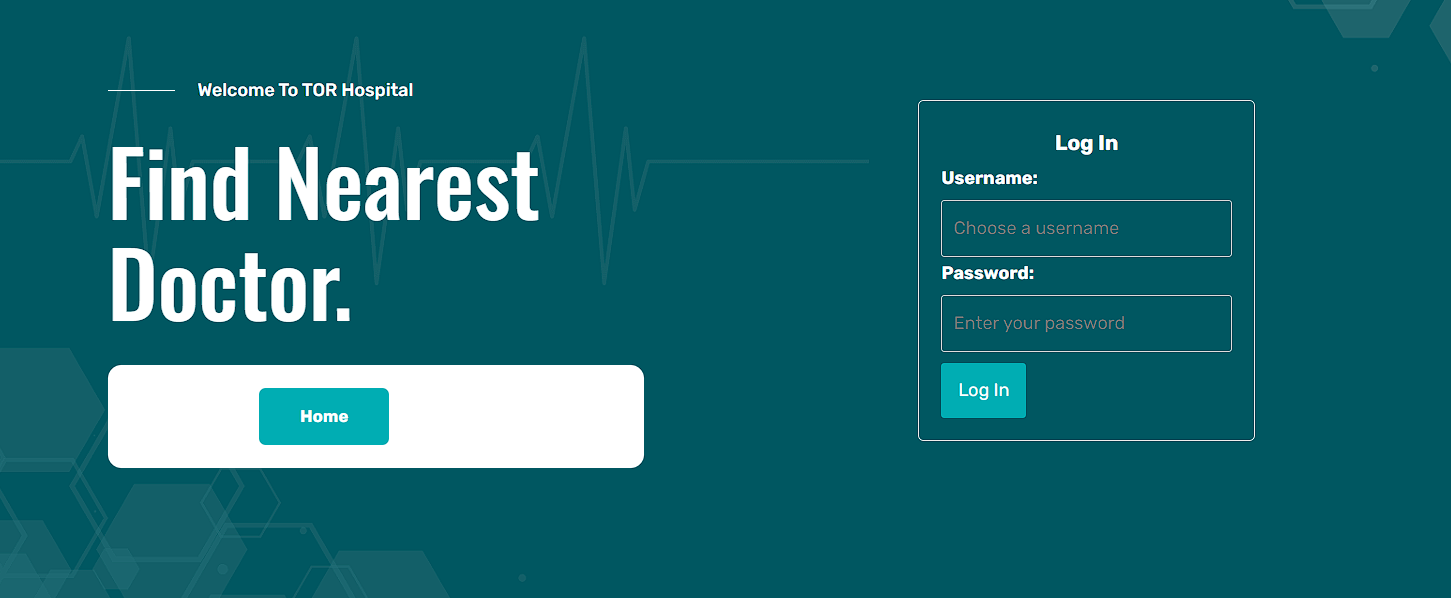 Welcome To TOR Hospital
Find Nearest
Doctor.
Home
Log In
Username:
Choose a username
Password:
Enter your password
Log In